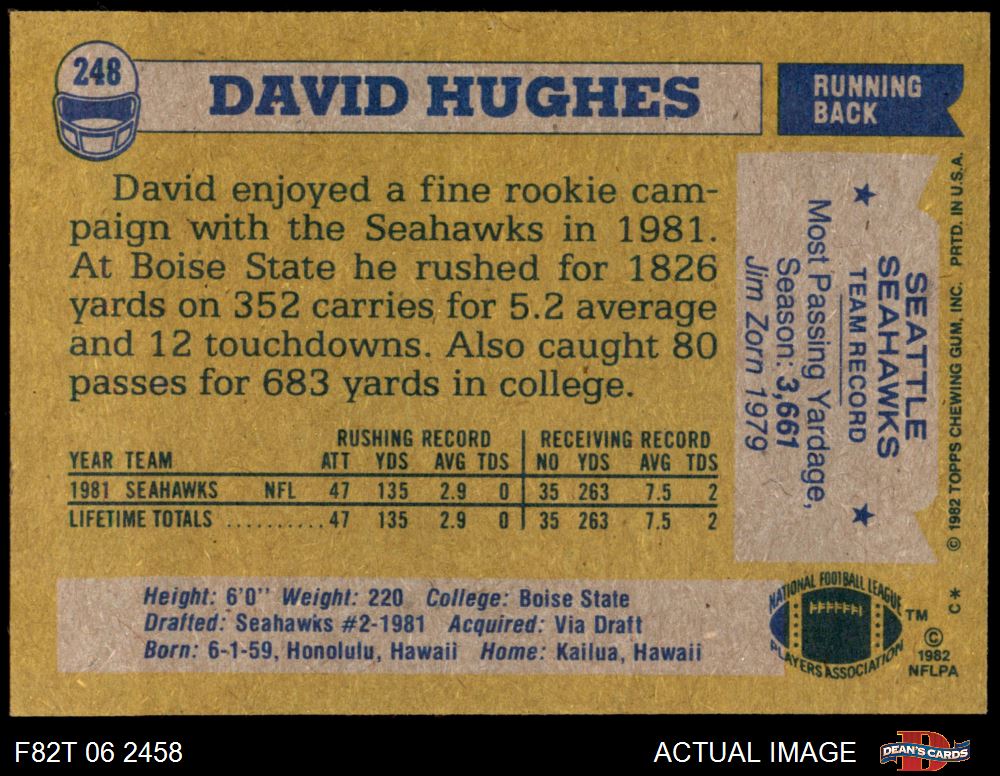 248
DAVID HUGHES
RUNNING
BACK
David enjoyed a fine rookie cam-
paign with the Seahawks in 1981.
At Boise State he rushed for 1826
yards on 352 carries for 5.2 average
and 12 touchdowns. Also caught 80
passes for 683 yards in college.
RUSHING RECORD RECEIVING RECORD
YEAR TEAM ATT YDS AVG TDS NO YDS AVG TDS
1981 SEAHAWKS NFL 47 135 2.9 0 35 263 7.5 2
LIFETIME TOTALS .......... 47 135 2.9 0 35 263 7.5 2
Height: 6'0" Weight: 220 College: Boise State
Drafted: Seahawks #2-1981 Acquired: Via Draft
Born: 6-1-59, Honolulu, Hawaii Home: Kailua, Hawaii
SEATTLE
SEAHAWKS
★ TEAM RECORD ★
Most Passing Yardage,
Season: 3,661
Jim Zorn 1979
© 1982 TOPPS CHEWING GUM, INC. PRTD. IN U.S.A.
C*
NATIONAL FOOTBALL LEAGUE
PLAYERS ASSOCIATION
TM
©
1982
NFLPA
F82T 06 2458
ACTUAL IMAGE
DEAN'S CARDS